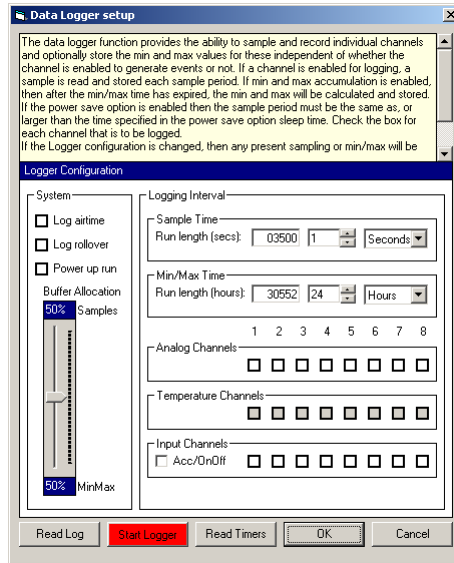 Data Logger setup
The data logger function provides the ability to sample and record individual channels
and optionally store the min and max values for these independent of whether the
channel is enabled to generate events or not. If a channel is enabled for logging, a
sample is read and stored each sample period. If min and max accumulation is enabled,
then after the min/max time has expired, the min and max will be calculated and stored.
If the power save option is enabled then the sample period must be the same as, or
larger than the time specified in the power save option sleep time. Check the box for
each channel that is to be logged.
If the Logger configuration is changed, then any present sampling or min/max will be
Logger Configuration
System
Log airtime
Log rollover
Power up run
Buffer Allocation
50% Samples
50% MinMax
Logging Interval
Sample Time
Run length (secs): 03500 1 Seconds
Min/Max Time
Run length (hours): 30552 24 Hours
1 2 3 4 5 6 7 8
Analog Channels
Temperature Channels
Input Channels
Acc/OnOff
Read Log Start Logger Read Timers OK Cancel